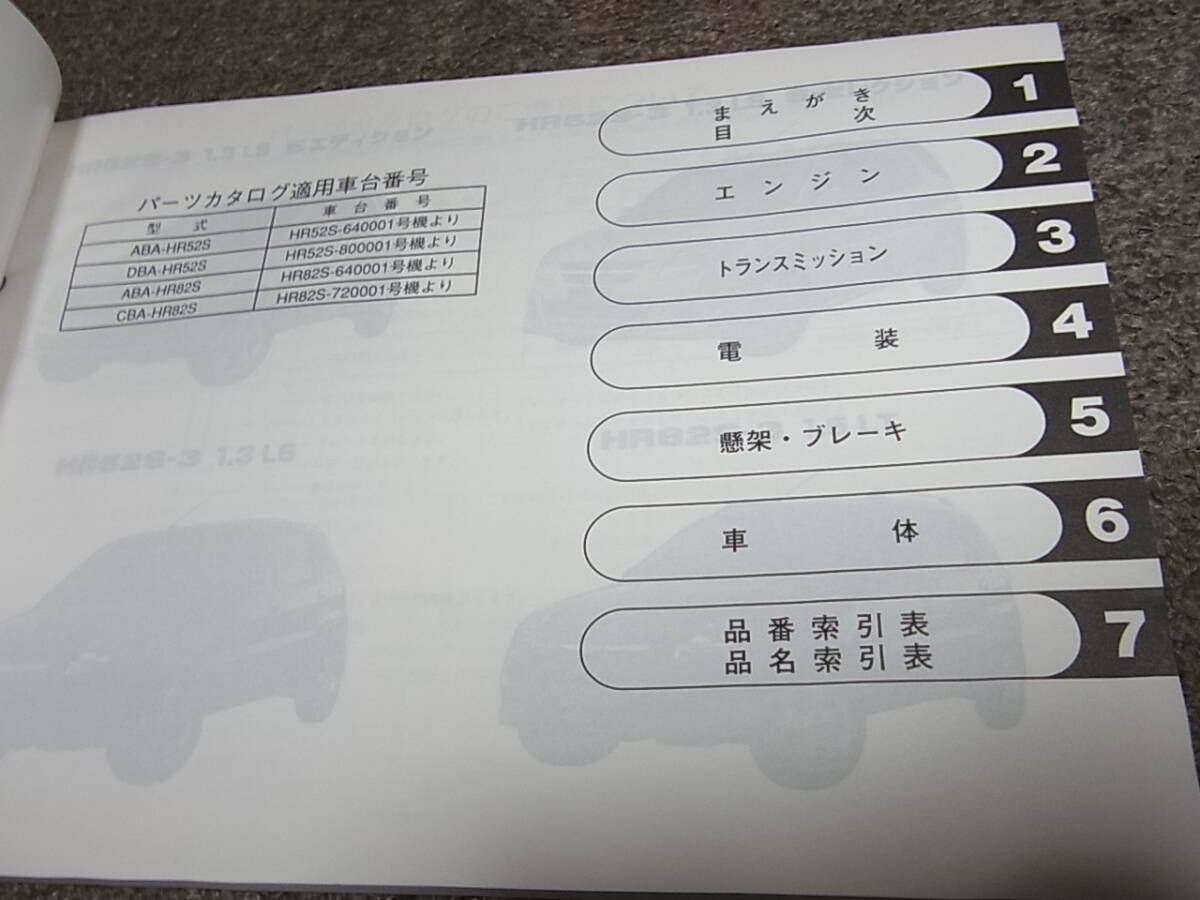 パーツカタログ適用車台番号
型式 車台番号
ABA-HR52S HR52S-640001号機より
DBA-HR52S HR52S-800001号機より
ABA-HR82S HR82S-640001号機より
CBA-HR82S HR82S-720001号機より
まえがき
目次 1
エンジン 2
トランスミッション 3
電装 4
懸架・ブレーキ 5
車体 6
品番索引表
品名索引表 7
HR52S-3 1.3 LS